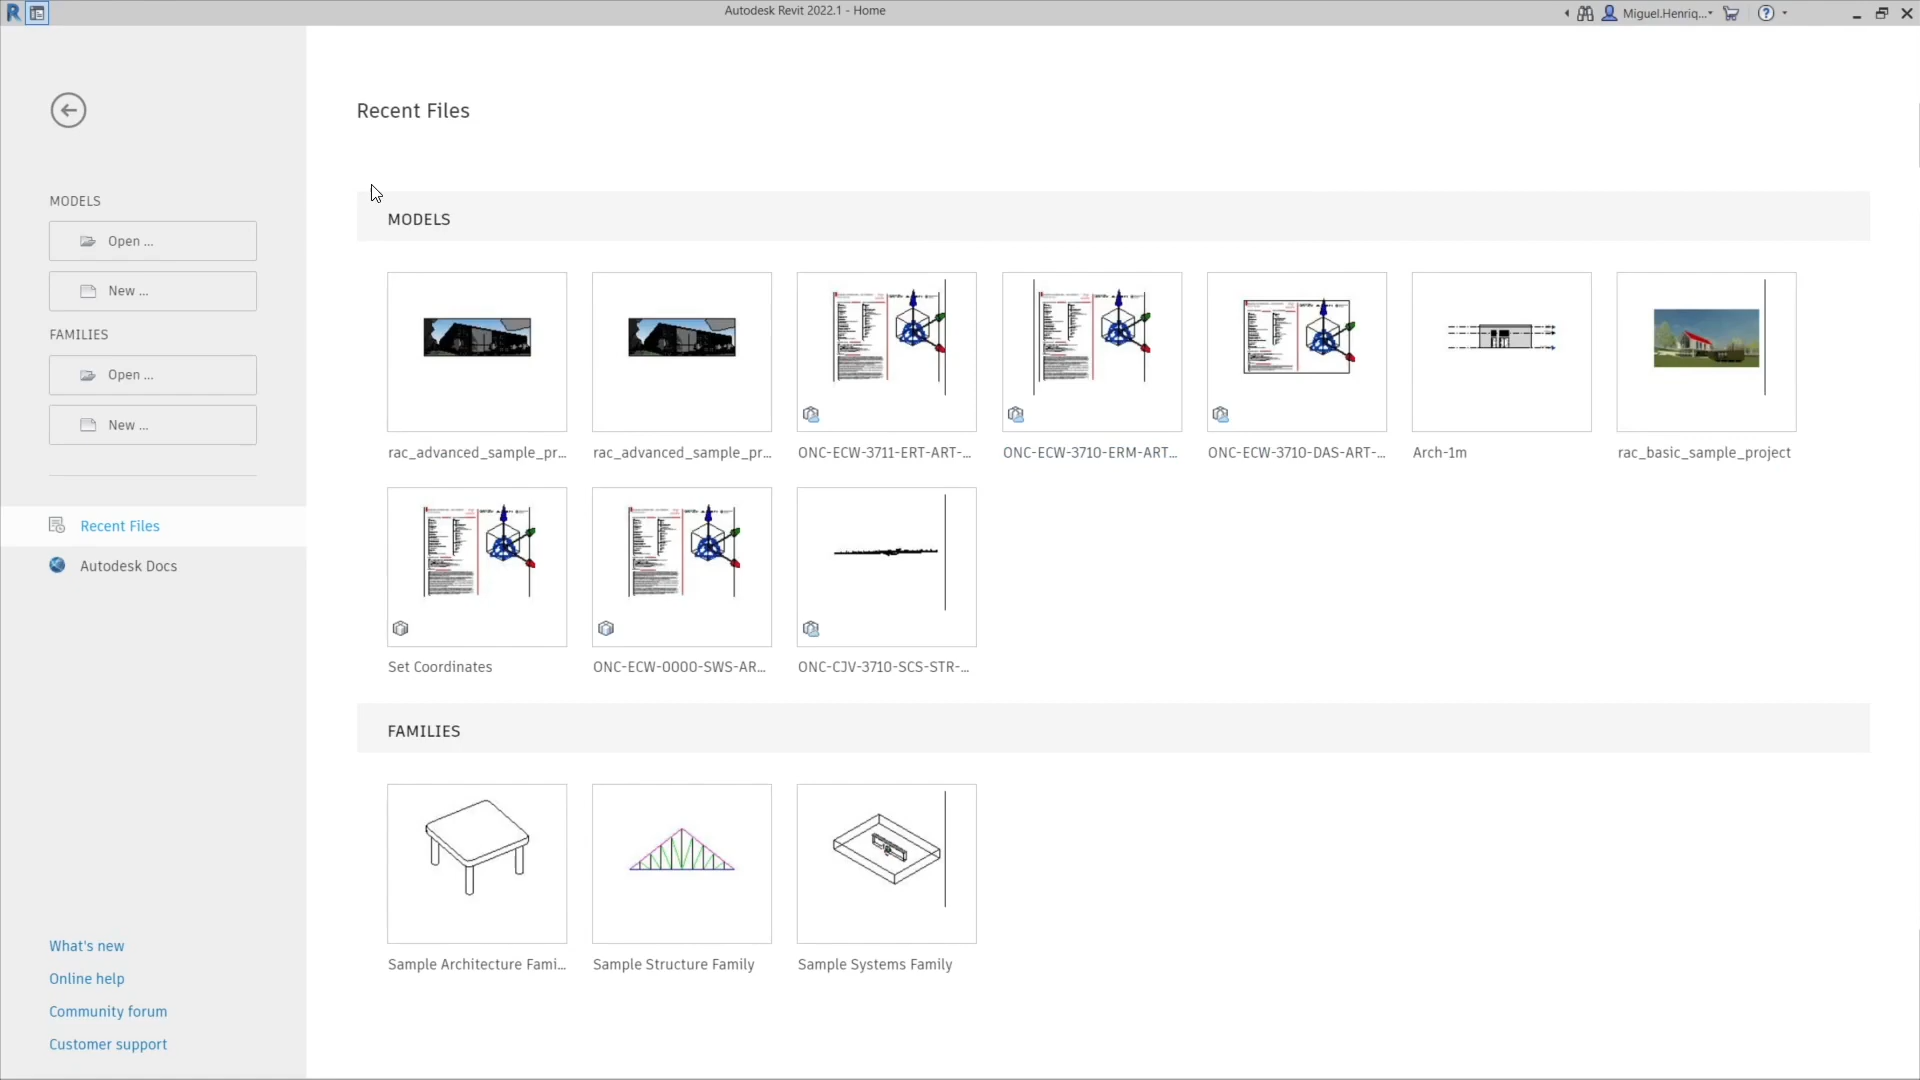 Autodesk Revit 2022.1 - Home
Miguel.Henriq...
Recent Files
MODELS
Open ...
New ...
FAMILIES
Open ...
New ...
Recent Files
Autodesk Docs
What's new
Online help
Community forum
Customer support
MODELS
rac_advanced_sample_pr...
rac_advanced_sample_pr...
ONC-ECW-3711-ERT-ART-...
ONC-ECW-3710-ERM-ART...
ONC-ECW-3710-DAS-ART-...
Arch-1m
rac_basic_sample_project
Set Coordinates
ONC-ECW-0000-SWS-AR...
ONC-CJV-3710-SCS-STR-...
FAMILIES
Sample Architecture Fami...
Sample Structure Family
Sample Systems Family